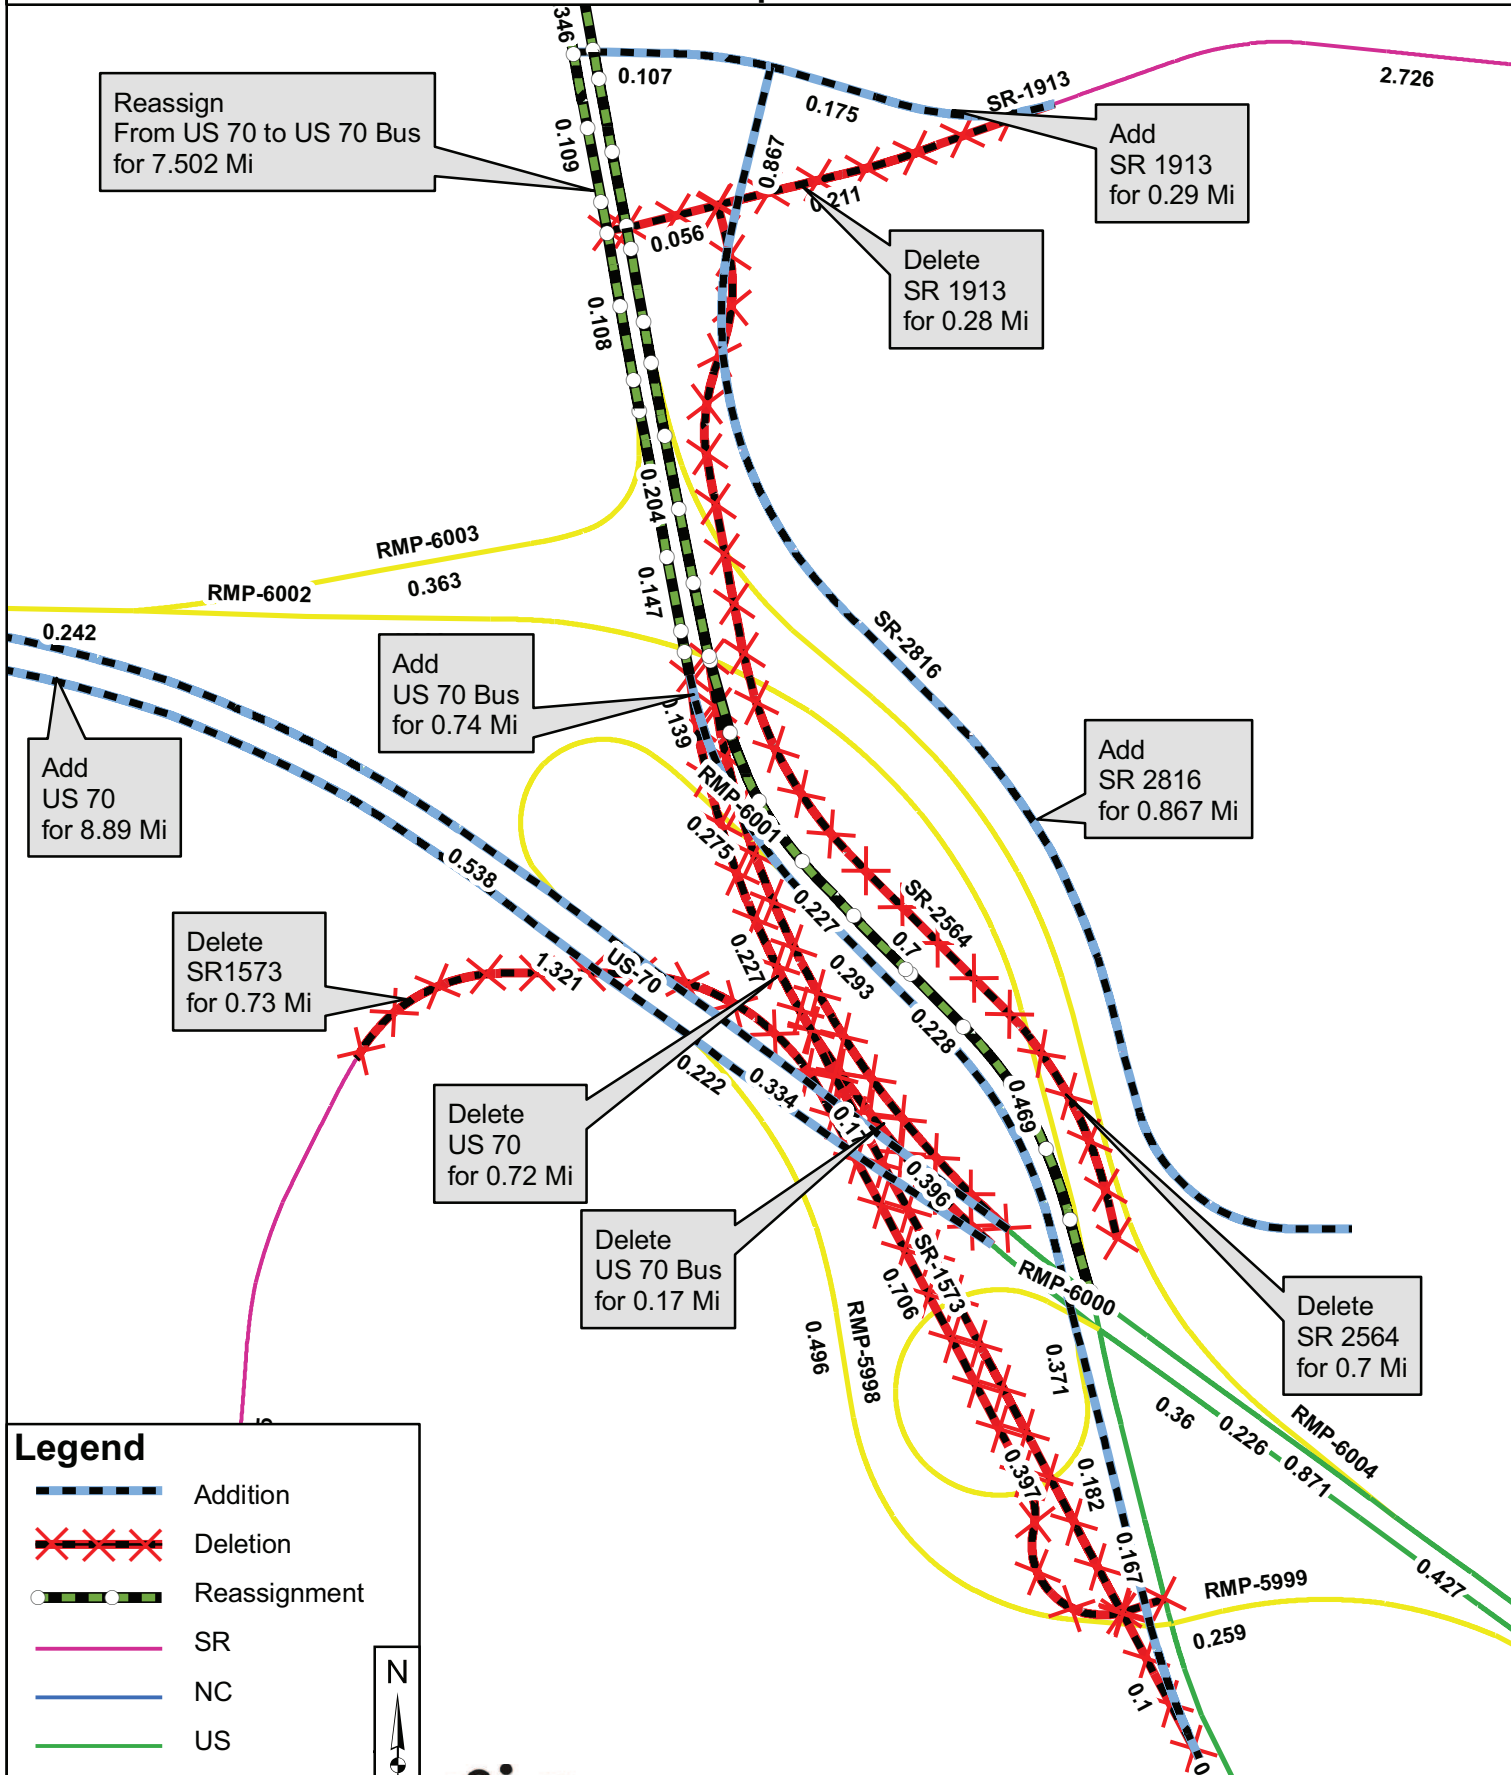 346
0.107
0.175
SR-1913
2.726
Reassign
From US 70 to US 70 Bus
for 7.502 Mi
0.109
0.867
0.211
Add
SR 1913
for 0.29 Mi
0.056
Delete
SR 1913
for 0.28 Mi
0.108
0.204
RMP-6003
0.363
RMP-6002
0.147
0.242
SR-2816
Add
US 70 Bus
for 0.74 Mi
0.139
Add
US 70
for 8.89 Mi
Add
SR 2816
for 0.867 Mi
RMP-6001
0.275
0.538
0.227
SR-2564
0.7
Delete
SR1573
for 0.73 Mi
1.321
US-70
0.227
0.293
0.228
0.222
0.334
0.17
0.469
Delete
US 70
for 0.72 Mi
0.396
Delete
US 70 Bus
for 0.17 Mi
SR-1573
RMP-6000
0.706
Delete
SR 2564
for 0.7 Mi
0.496
RMP-5998
0.371
0.36
0.226
0.871
RMP-6004
0.397
0.182
0.167
0.427
RMP-5999
0.259
0.1
0
Legend
Addition
Deletion
Reassignment
SR
NC
US
N